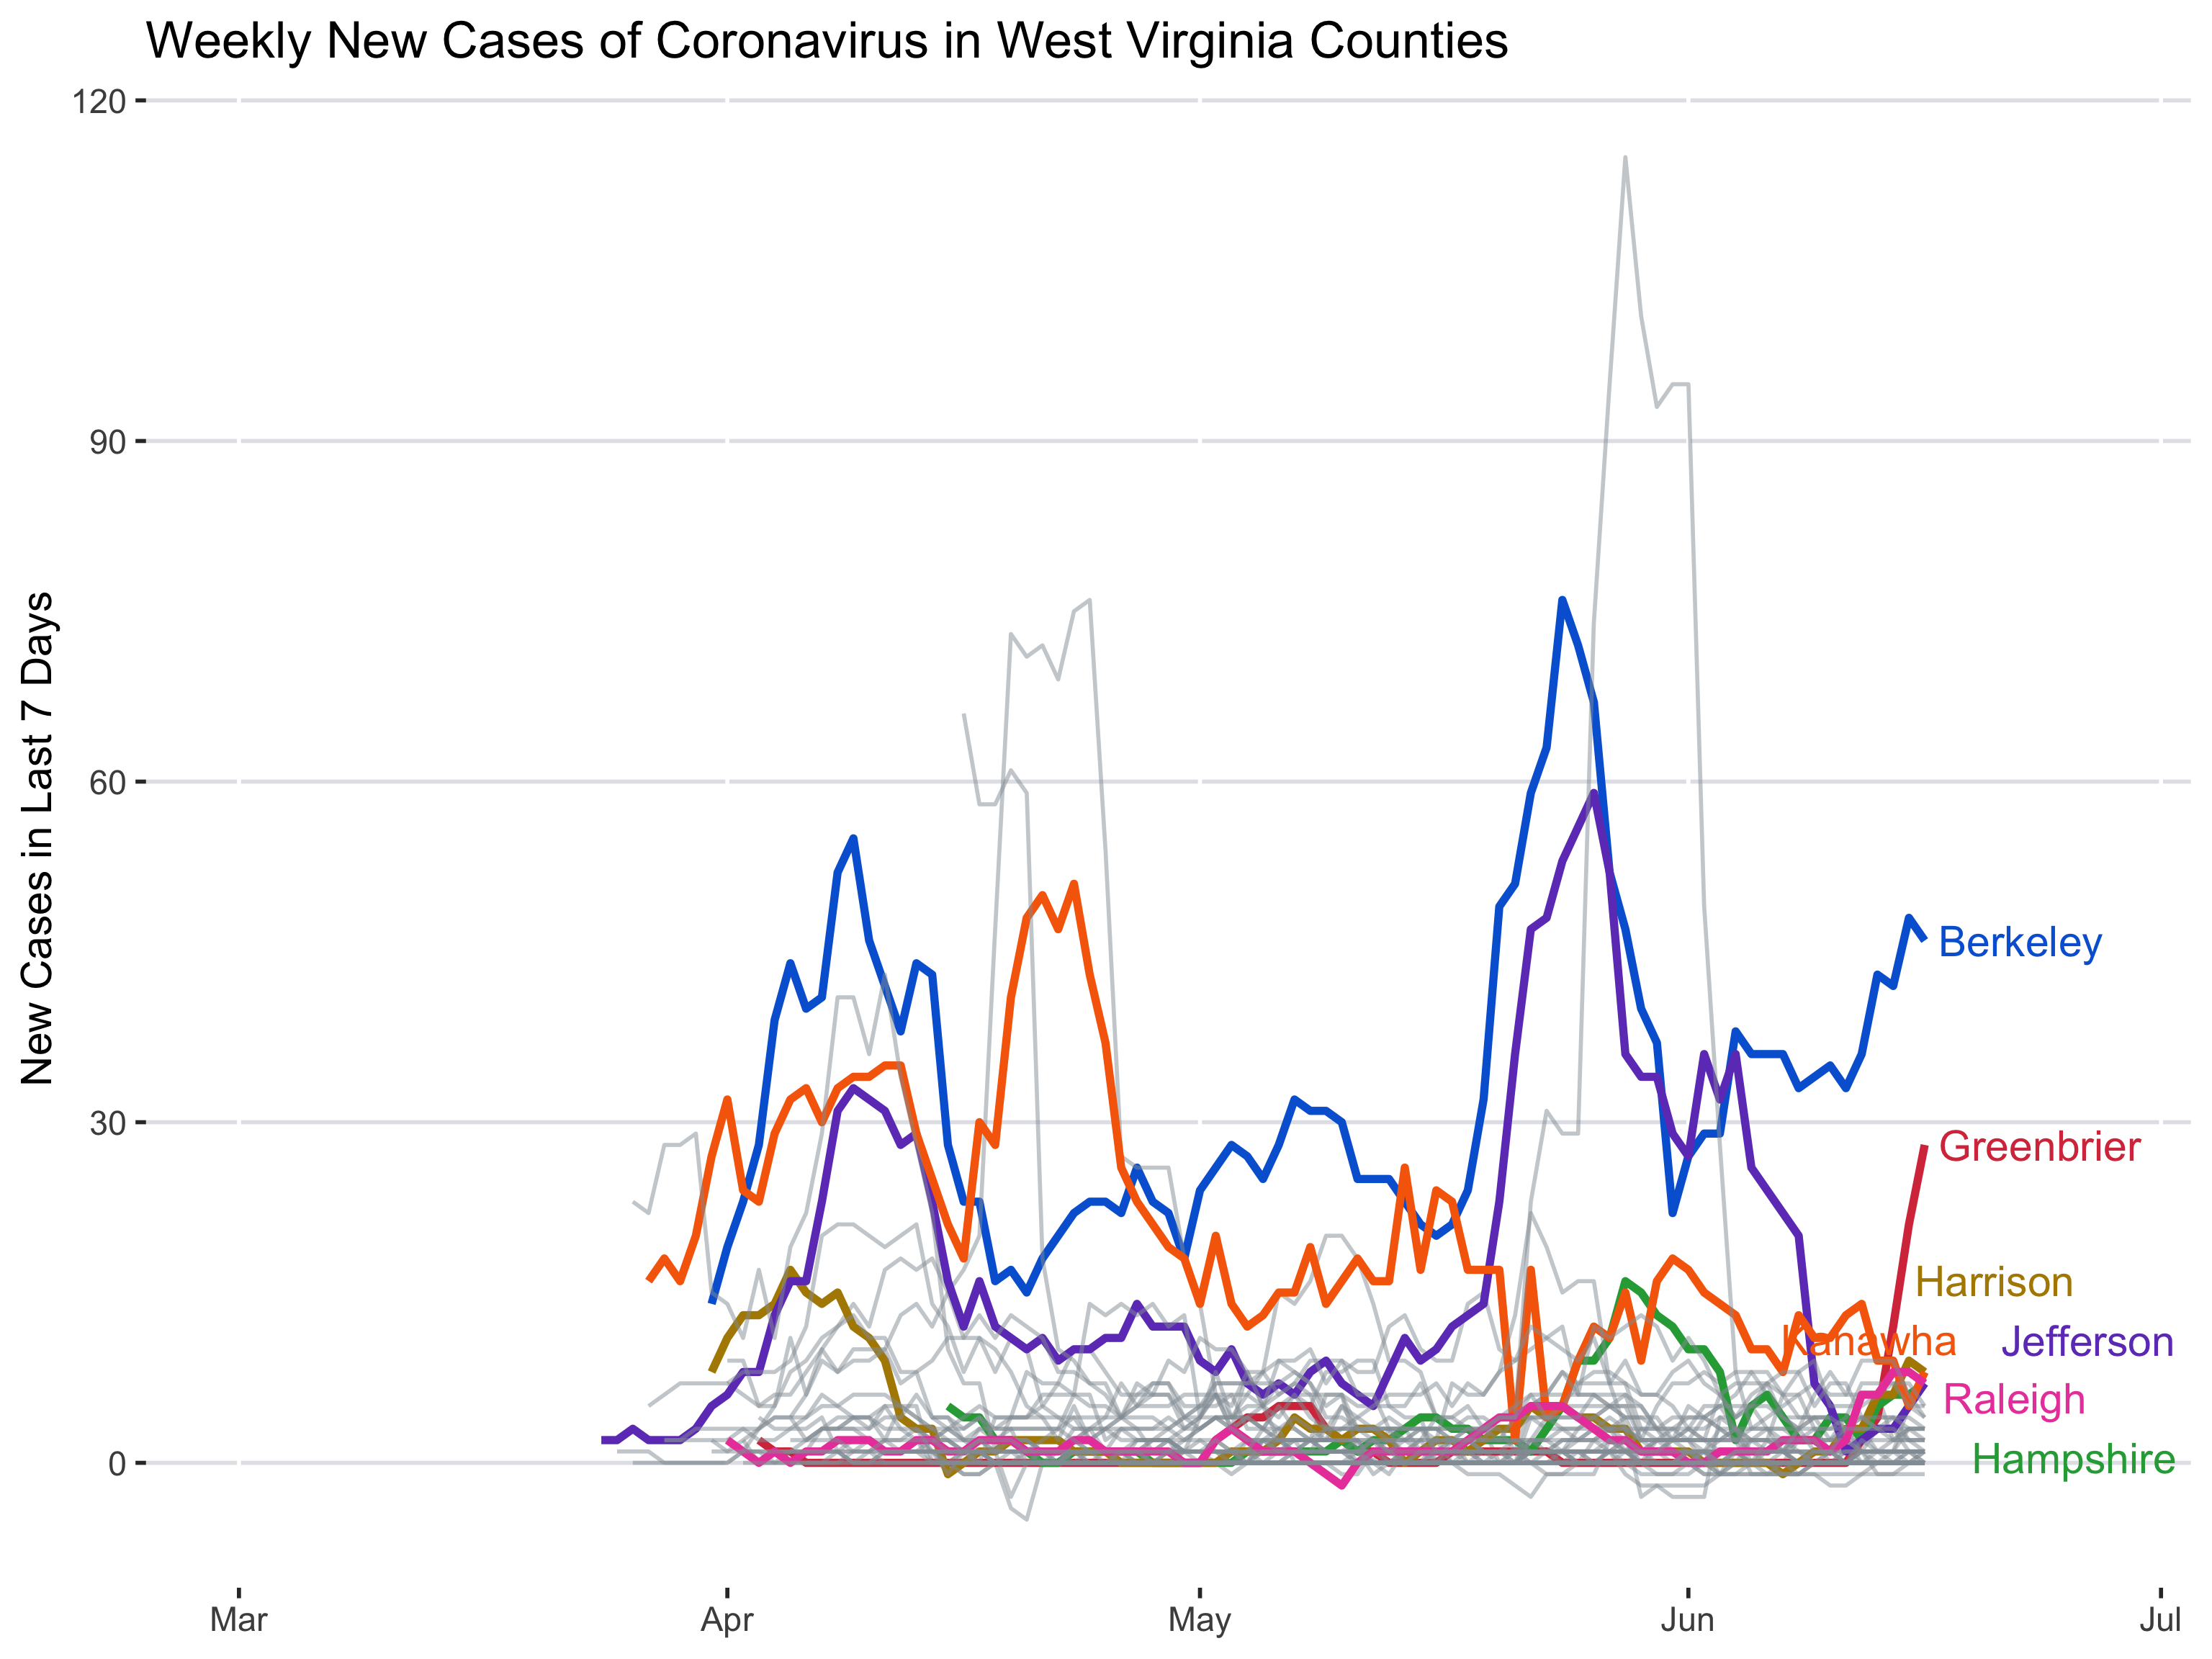 Weekly New Cases of Coronavirus in West Virginia Counties
New Cases in Last 7 Days
120
90
60
30
0
Berkeley
Greenbrier
Harrison
Kanawha
Jefferson
Raleigh
Hampshire
Mar
Apr
May
Jun
Jul